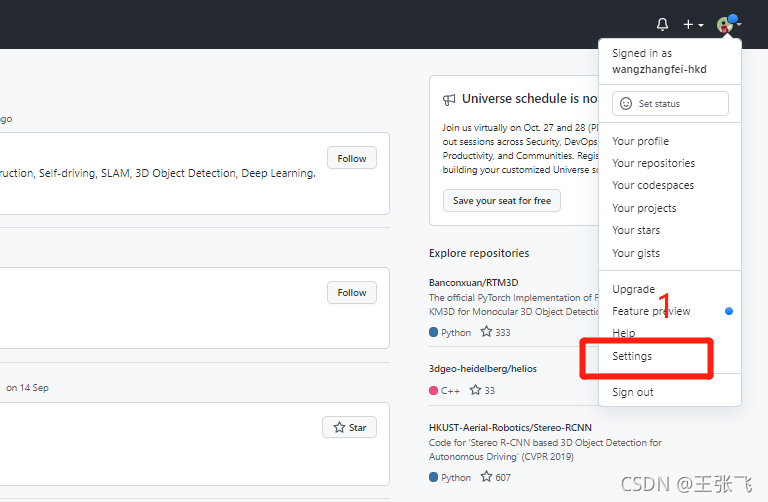 Signed in as
wangzhangfei-hkd
Set status
Your profile
Your repositories
Your codespaces
Your projects
Your stars
Your gists
Upgrade
1
Feature preview
Help
Settings
Sign out
go
Follow
ruction, Self-driving, SLAM, 3D Object Detection, Deep Learning.
Follow
on 14 Sep
Star
Universe schedule is no
Join us virtually on Oct. 27 and 28 (P
out sessions across Security, DevOps
Productivity, and Communities. Regis
building your customized Universe s
Save your seat for free
Explore repositories
Banconxuan/RTM3D
The official PyTorch Implementation of
KM3D for Monocular 3D Object Detectio
Python 333
3dgeo-heidelberg/helios
C++ 33
HKUST-Aerial-Robotics/Stereo-RCNN
Code for 'Stereo R-CNN based 3D Object Detection for
Autonomous Driving' (CVPR 2019)
Python 607
CSDN @王张飞